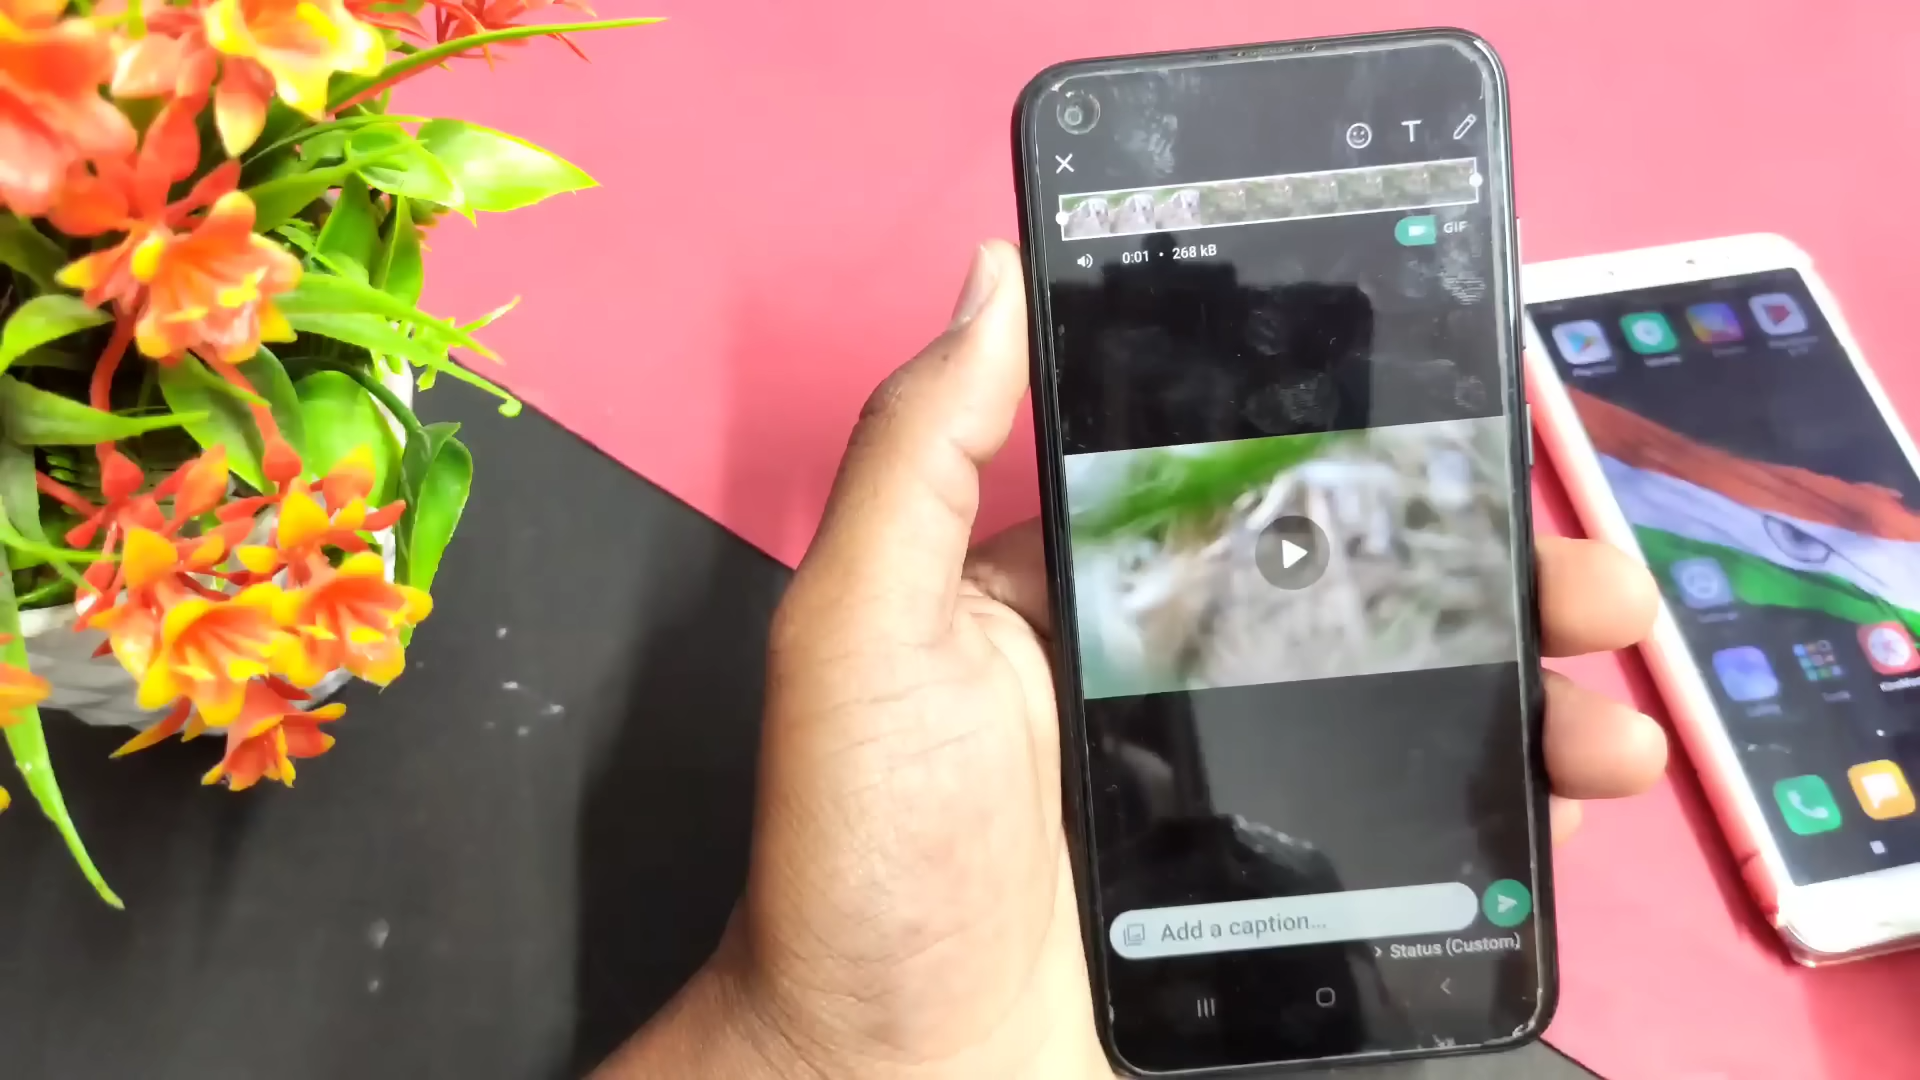 T
GIF
0:01 • 268 kB
Add a caption...
> Status (Custom)